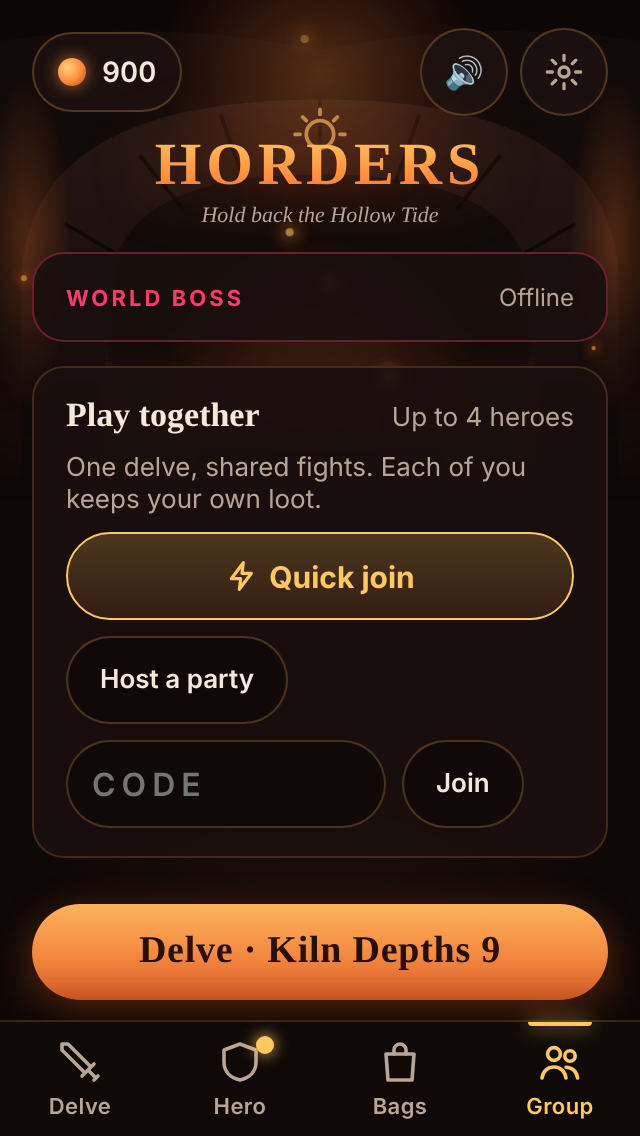 900
HORDERS
Hold back the Hollow Tide
WORLD BOSS
Offline
Play together
Up to 4 heroes
One delve, shared fights. Each of you
keeps your own loot.
Quick join
Host a party
CODE
Join
Delve · Kiln Depths 9
Delve
Hero
Bags
Group